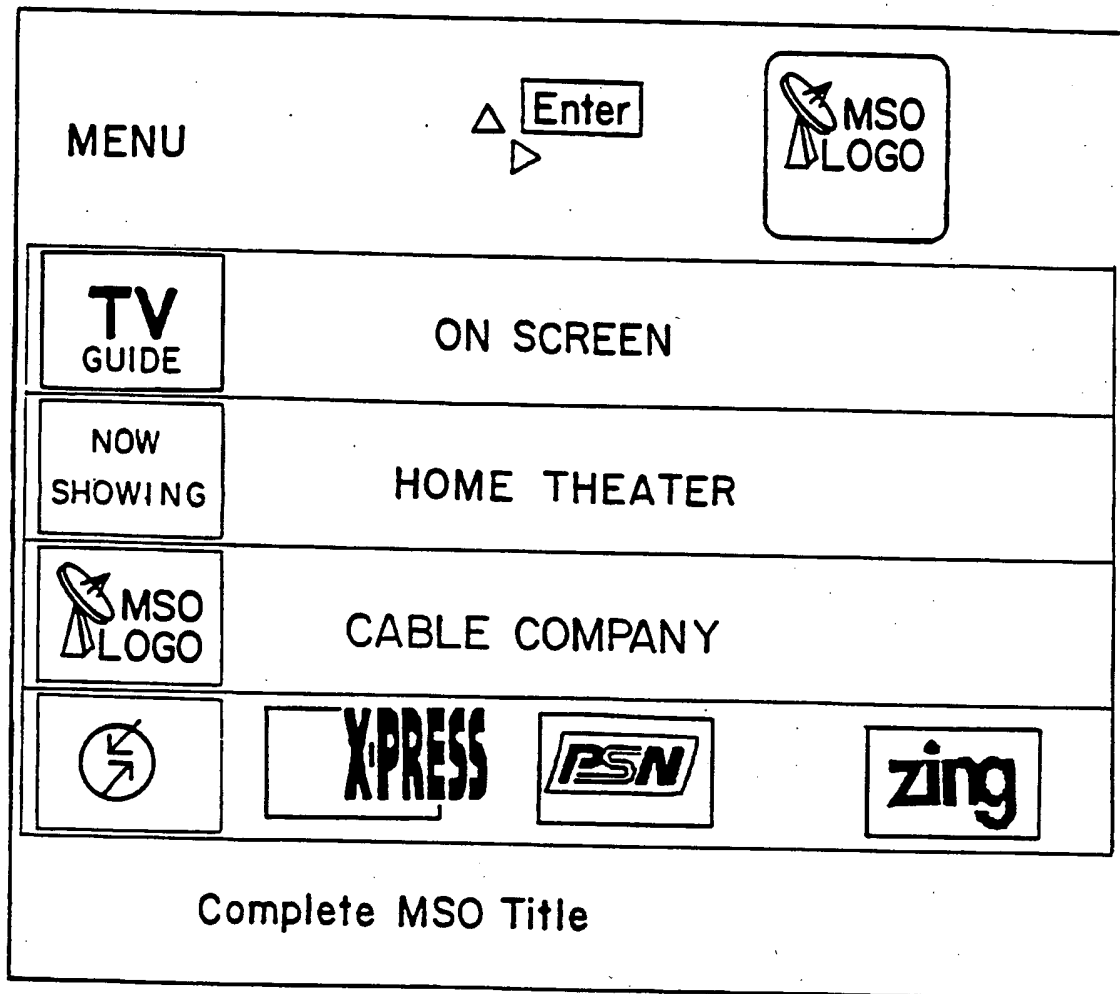 MENU
Enter
MSO
LOGO
TV
GUIDE
ON SCREEN
NOW
SHOWING
HOME THEATER
MSO
LOGO
CABLE COMPANY
X•PRESS
PSN
zing
Complete MSO Title